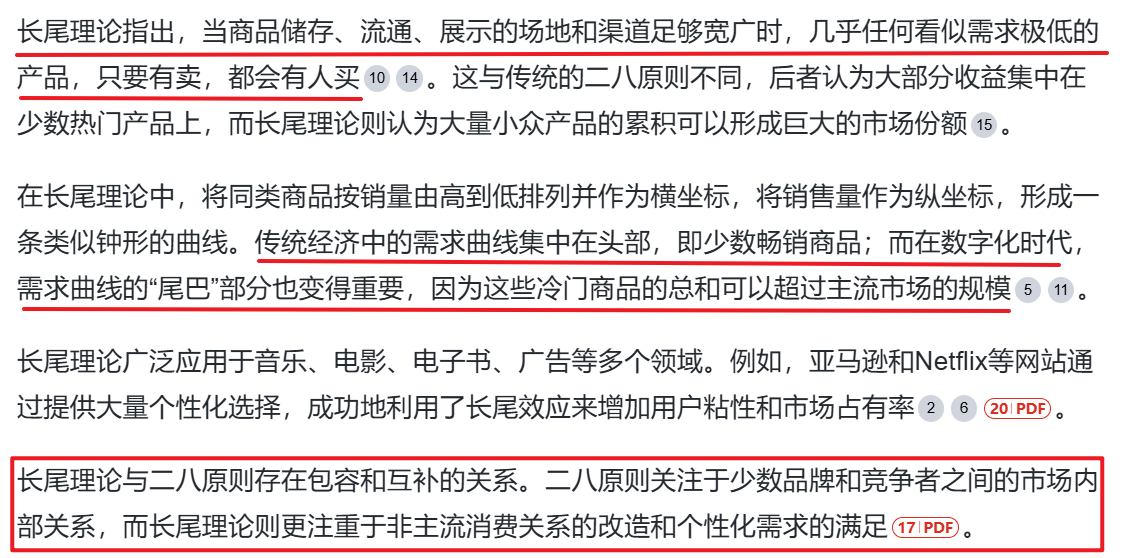 长尾理论指出，当商品储存、流通、展示的场地和渠道足够宽广时，几乎任何看似需求极低的
产品，只要有卖，都会有人买 10 14 。这与传统的二八原则不同，后者认为大部分收益集中在
少数热门产品上，而长尾理论则认为大量小众产品的累积可以形成巨大的市场份额 15 。
在长尾理论中，将同类商品按销量由高到低排列并作为横坐标，将销售量作为纵坐标，形成一
条类似钟形的曲线。传统经济中的需求曲线集中在头部，即少数畅销商品；而在数字化时代，
需求曲线的“尾巴”部分也变得重要，因为这些冷门商品的总和可以超过主流市场的规模 5 11 。
长尾理论广泛应用于音乐、电影、电子书、广告等多个领域。例如，亚马逊和Netflix等网站通
过提供大量个性化选择，成功地利用了长尾效应来增加用户粘性和市场占有率 2 6 20 | PDF 。
长尾理论与二八原则存在包容和互补的关系。二八原则关注于少数品牌和竞争者之间的市场内
部关系，而长尾理论则更注重于非主流消费关系的改造和个性化需求的满足 17 | PDF 。